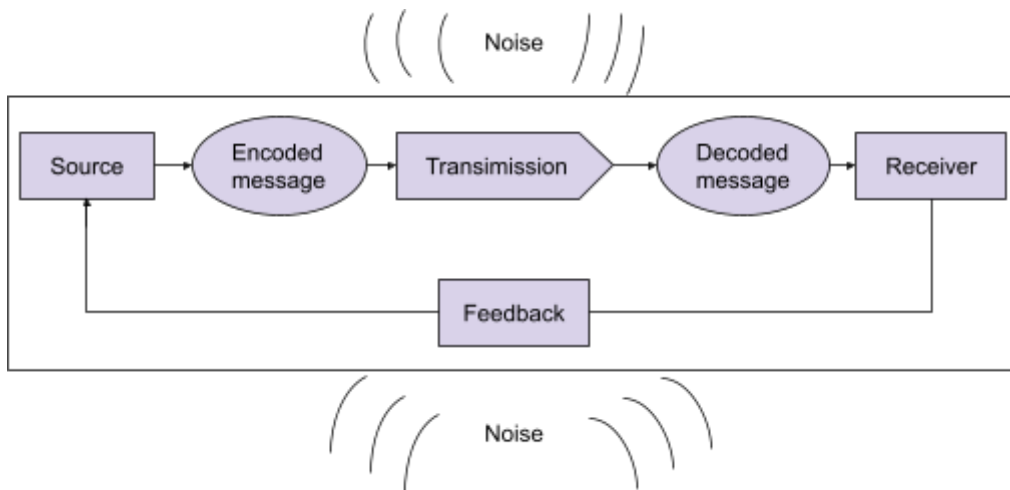 Noise
Source
Encoded
message
Transimission
Decoded
message
Receiver
Feedback
Noise